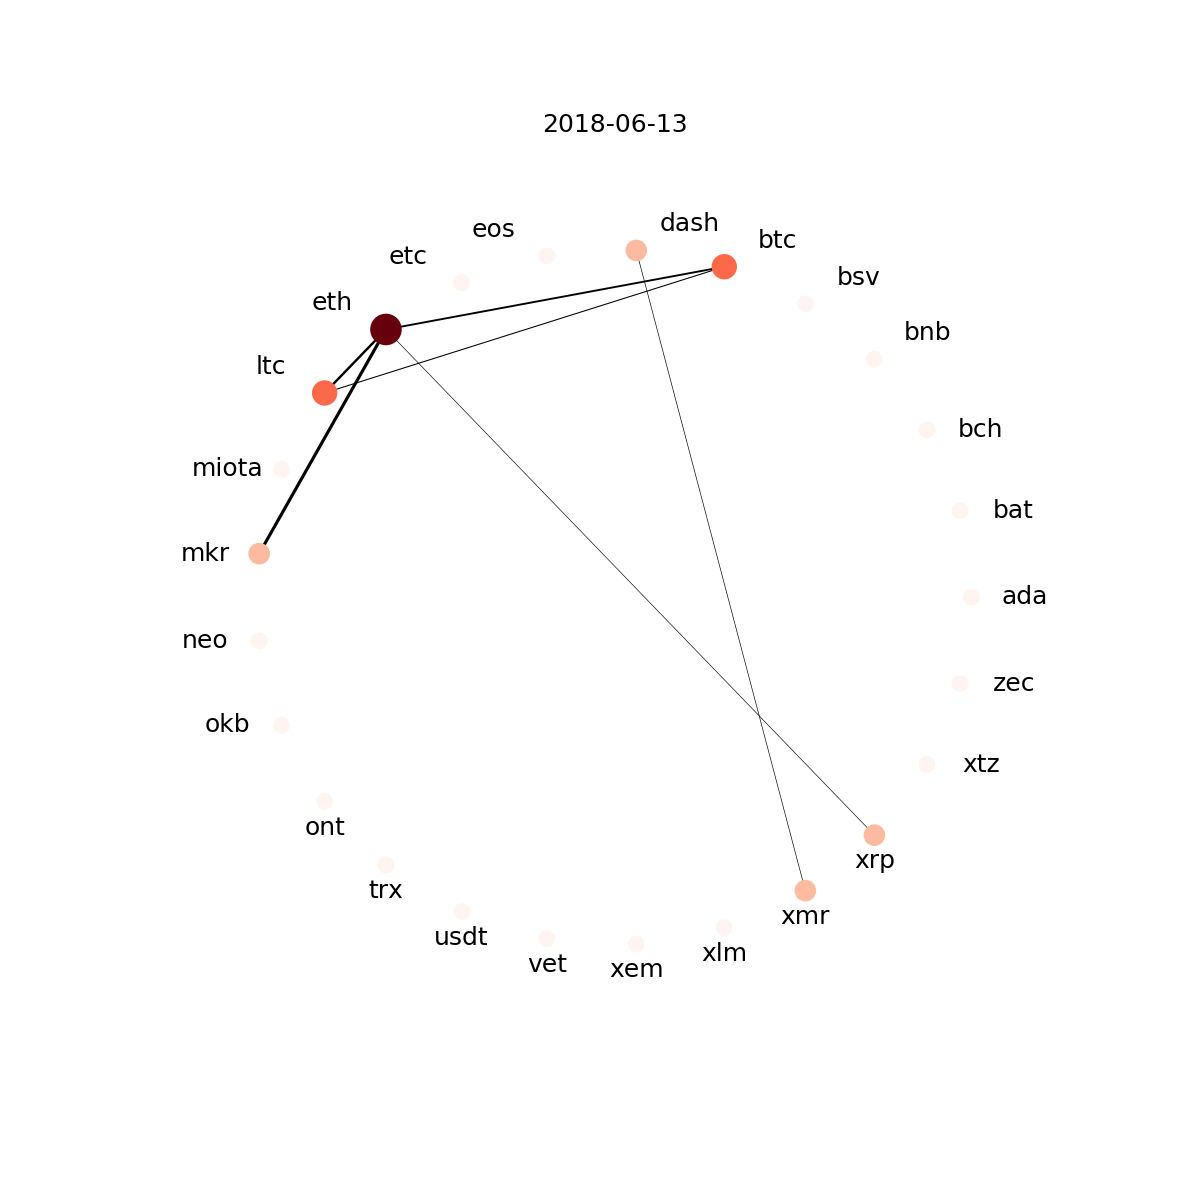 2018-06-13
dash
eos
btc
etc
bsv
eth
bnb
ltc
bch
miota
bat
mkr
ada
neo
zec
okb
xtz
ont
xrp
trx
xmr
usdt
xlm
vet
xem